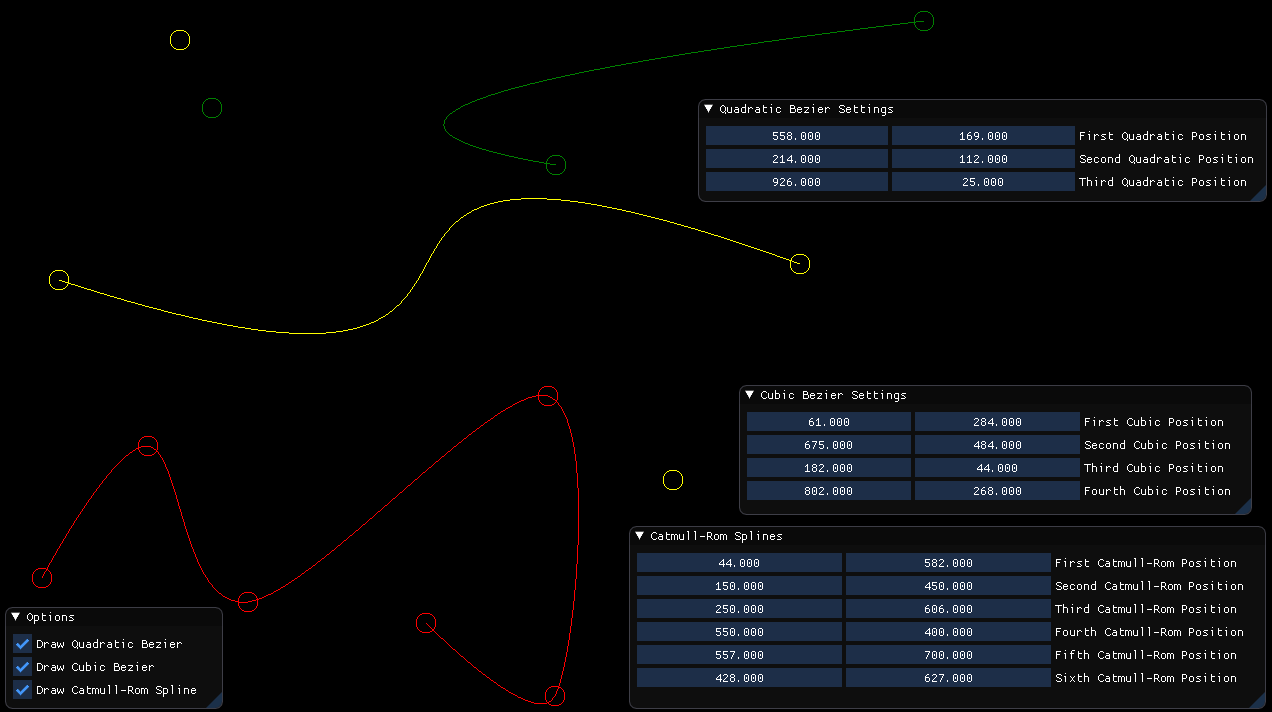 Quadratic Bezier Settings
558.000 169.000 First Quadratic Position
214.000 112.000 Second Quadratic Position
926.000 25.000 Third Quadratic Position
Cubic Bezier Settings
61.000 284.000 First Cubic Position
675.000 484.000 Second Cubic Position
182.000 44.000 Third Cubic Position
802.000 268.000 Fourth Cubic Position
Catmull-Rom Splines
44.000 582.000 First Catmull-Rom Position
150.000 450.000 Second Catmull-Rom Position
250.000 606.000 Third Catmull-Rom Position
550.000 400.000 Fourth Catmull-Rom Position
557.000 700.000 Fifth Catmull-Rom Position
428.000 627.000 Sixth Catmull-Rom Position
Options
Draw Quadratic Bezier
Draw Cubic Bezier
Draw Catmull-Rom Spline